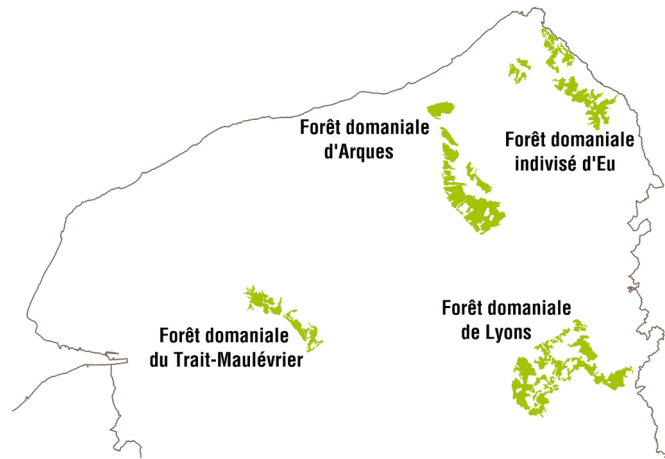 Forêt domaniale
d'Arques
Forêt domaniale
indivisé d'Eu
Forêt domaniale
de Lyons
Forêt domaniale
du Trait-Maulévrier